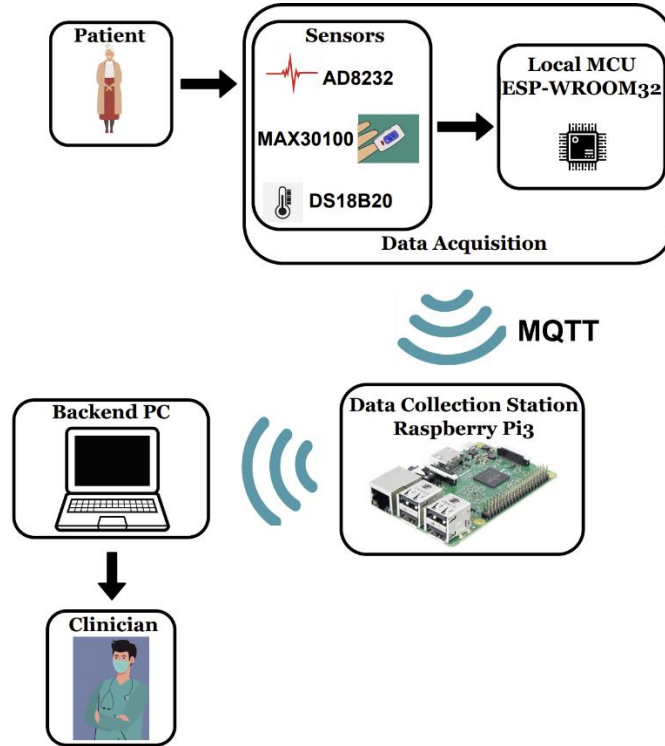 Patient
Sensors
AD8232
MAX30100
DS18B20
Local MCU
ESP-WROOM32
Data Acquisition
MQTT
Data Collection Station
Raspberry Pi3
Backend PC
Clinician